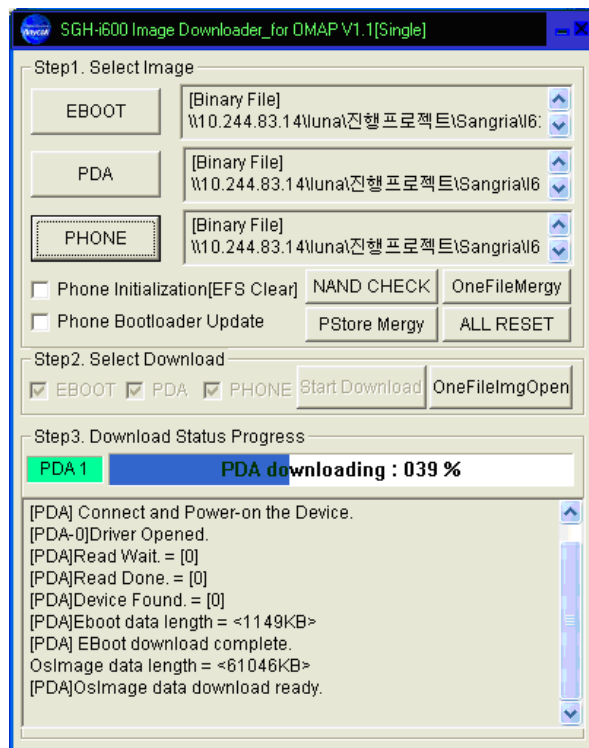 Anycall
SGH-i600 Image Downloader_for OMAP V1.1[Single]
Step1. Select Image
EBOOT
[Binary File]
\\10.244.83.14\luna\진행프로젝트\Sangria\I6
PDA
[Binary File]
\\10.244.83.14\luna\진행프로젝트\Sangria\I6
PHONE
[Binary File]
\\10.244.83.14\luna\진행프로젝트\Sangria\I6
Phone Initialization[EFS Clear] NAND CHECK OneFileMergy
Phone Bootloader Update PStore Mergy ALL RESET
Step2. Select Download
EBOOT PDA PHONE Start Download OneFileImgOpen
Step3. Download Status Progress
PDA 1 PDA downloading : 039 %
[PDA] Connect and Power-on the Device.
[PDA-0]Driver Opened.
[PDA]Read Wait. = [0]
[PDA]Read Done. = [0]
[PDA]Device Found. = [0]
[PDA]Eboot data length = <1149KB>
[PDA] EBoot download complete.
OsImage data length = <61046KB>
[PDA]OsImage data download ready.